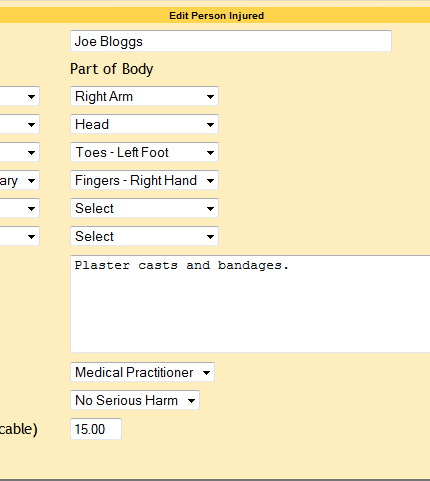 Edit Person Injured
Joe Bloggs
Part of Body
Right Arm
Head
Toes - Left Foot
ary Fingers - Right Hand
Select
Select
Plaster casts and bandages.
Medical Practitioner
No Serious Harm
cable) 15.00